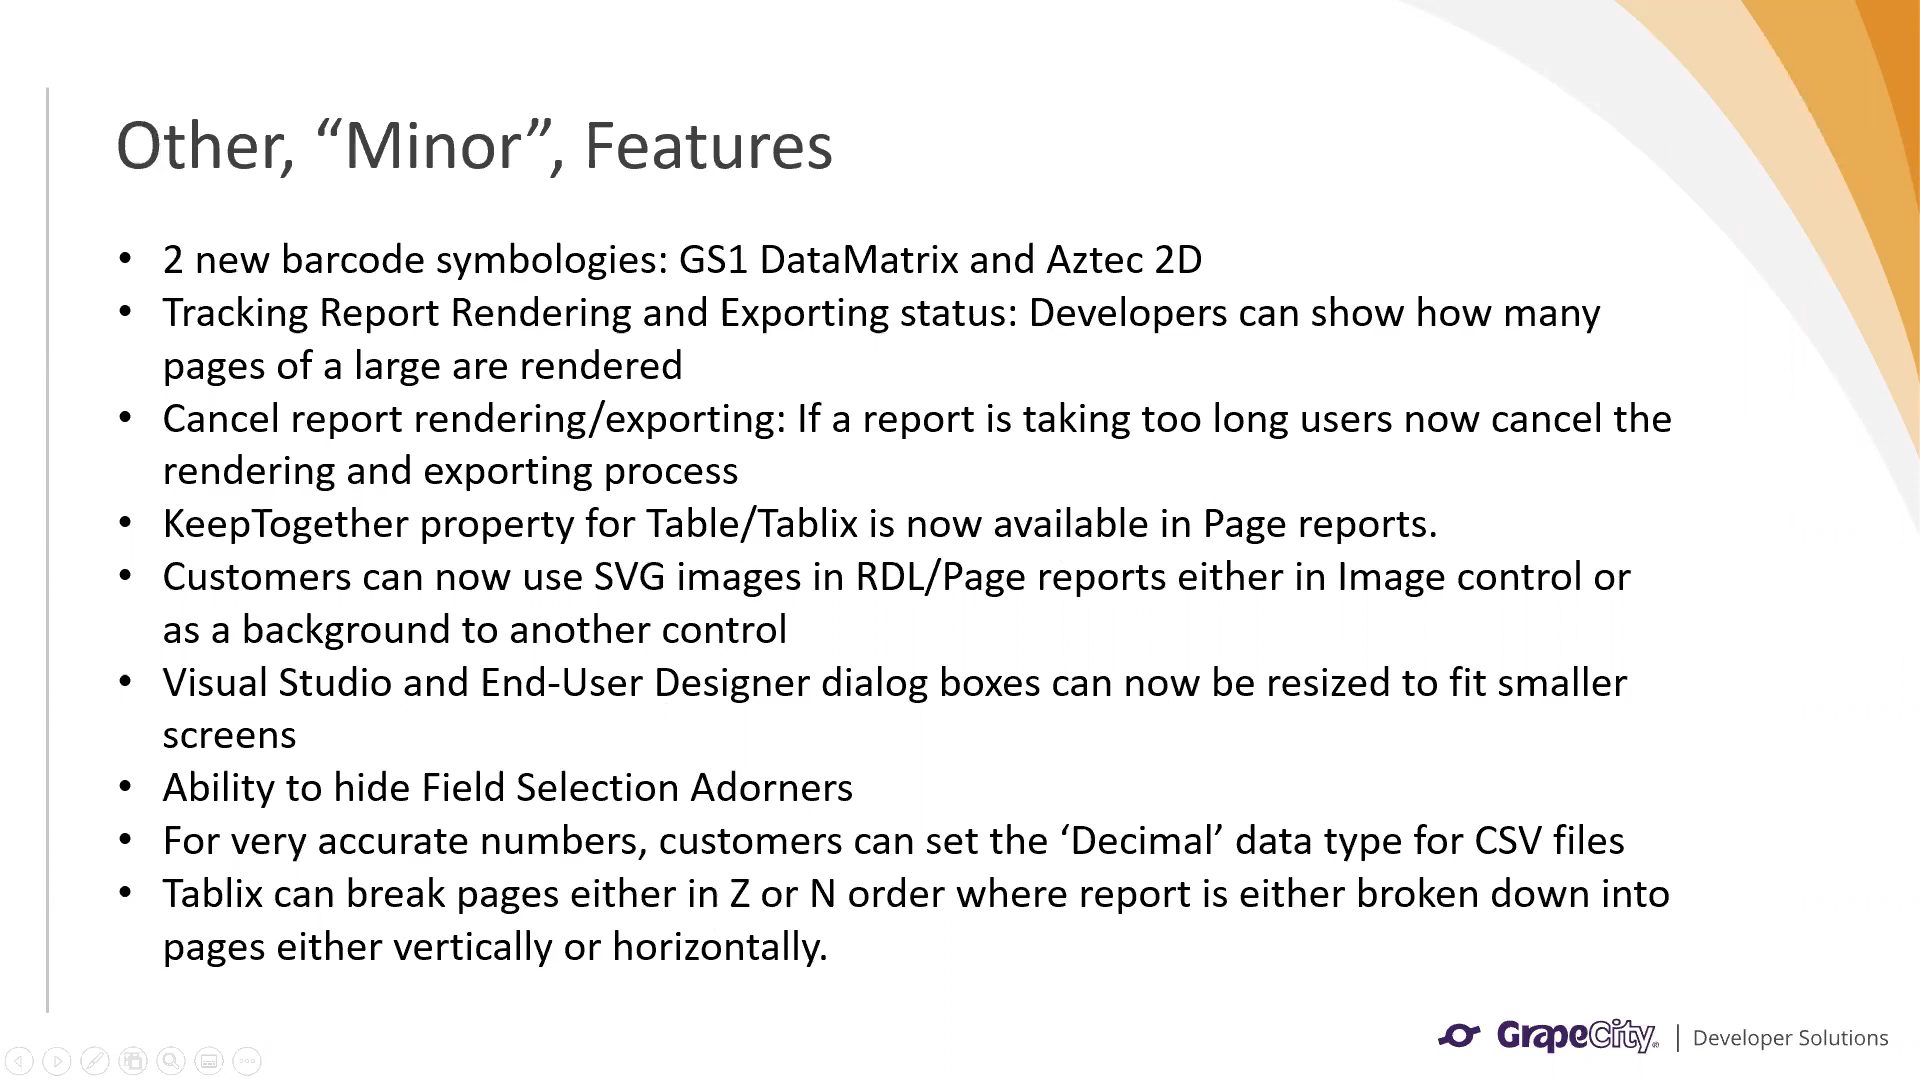 Other, “Minor”, Features
• 2 new barcode symbologies: GS1 DataMatrix and Aztec 2D
• Tracking Report Rendering and Exporting status: Developers can show how many
pages of a large are rendered
• Cancel report rendering/exporting: If a report is taking too long users now cancel the
rendering and exporting process
• KeepTogether property for Table/Tablix is now available in Page reports.
• Customers can now use SVG images in RDL/Page reports either in Image control or
as a background to another control
• Visual Studio and End-User Designer dialog boxes can now be resized to fit smaller
screens
• Ability to hide Field Selection Adorners
• For very accurate numbers, customers can set the ‘Decimal’ data type for CSV files
• Tablix can break pages either in Z or N order where report is either broken down into
pages either vertically or horizontally.
GrapeCity® | Developer Solutions